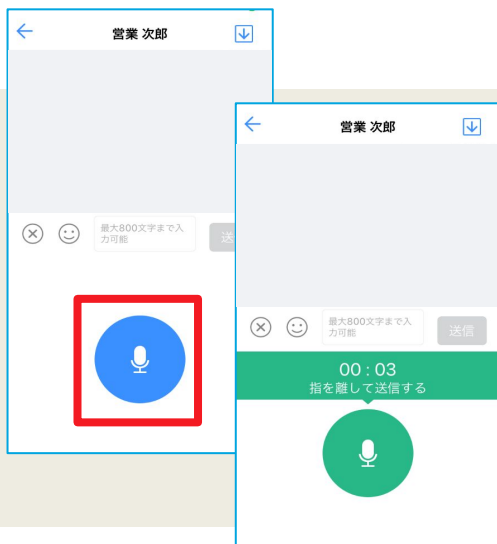 営業 次郎
最大800文字まで入
力可能
送
営業 次郎
最大800文字まで入
力可能
送信
00 : 03
指を離して送信する